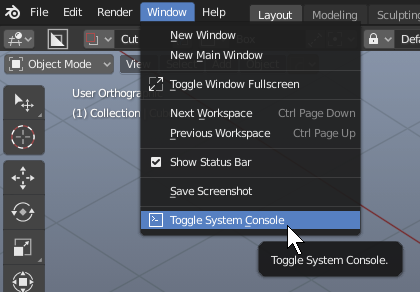 File Edit Render Window Help Layout Modeling Sculpting
Cut Defa
Object Mode View
New Window
New Main Window
Toggle Window Fullscreen
User Orthogra
(1) Collection
Next Workspace Ctrl Page Down
Previous Workspace Ctrl Page Up
Show Status Bar
Save Screenshot
Toggle System Console
Toggle System Console.